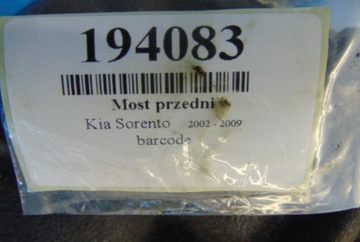 194083
Most przedni
Kia Sorento 2002 - 2009
barcode